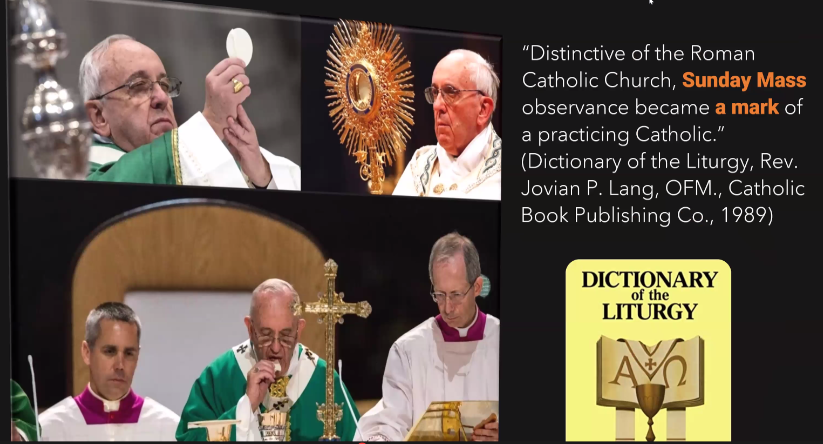 “Distinctive of the Roman
Catholic Church, Sunday Mass
observance became a mark of
a practicing Catholic.”
(Dictionary of the Liturgy, Rev.
Jovian P. Lang, OFM., Catholic
Book Publishing Co., 1989)
DICTIONARY
of the
LITURGY
Α Ω